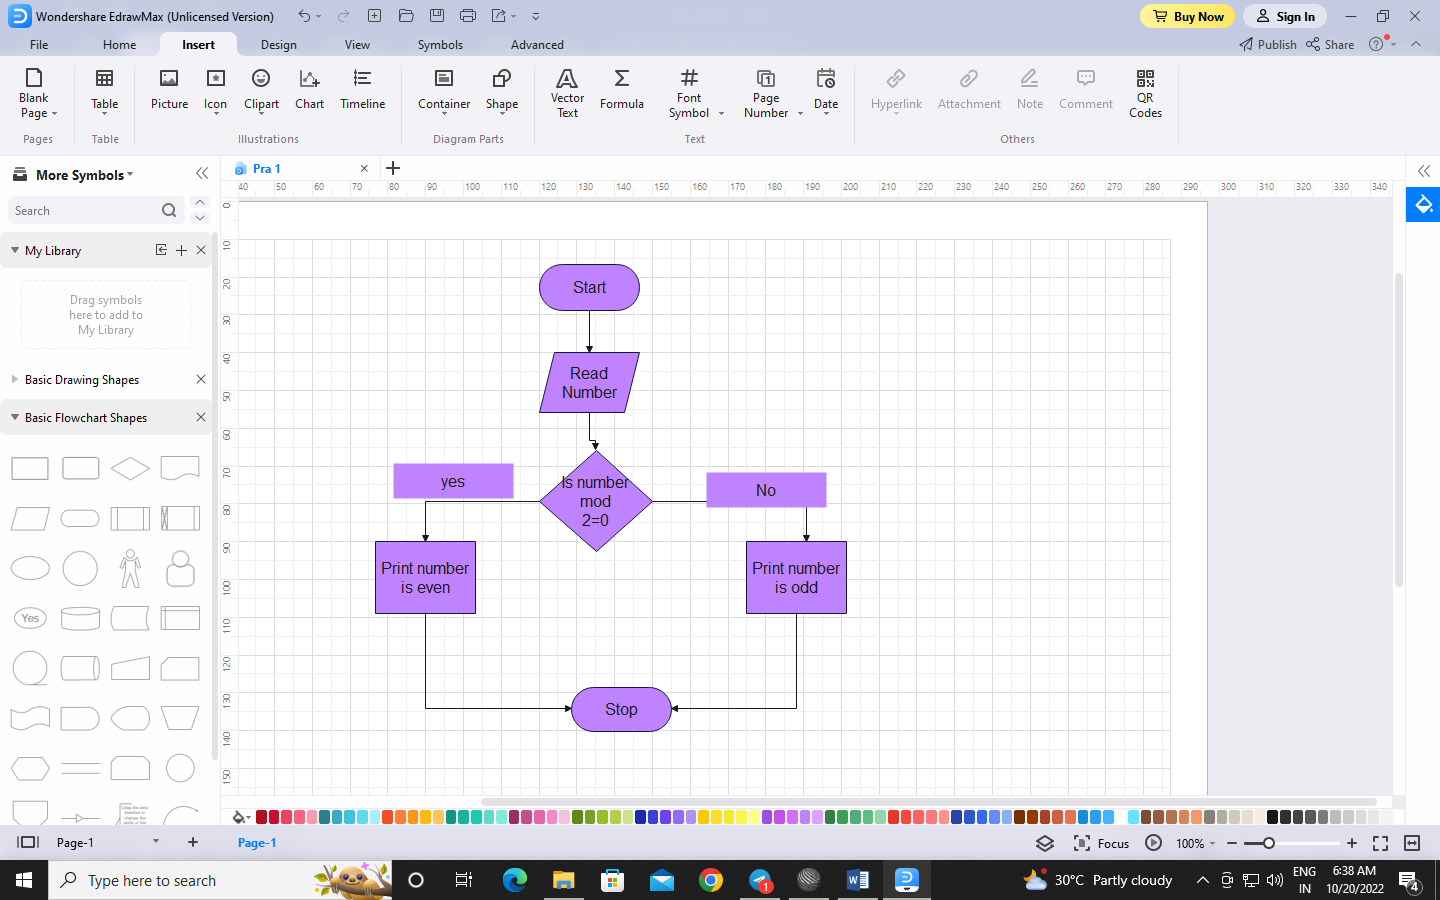 Wondershare EdrawMax (Unlicensed Version)
Buy Now
Sign In
File
Home
Insert
Design
View
Symbols
Advanced
Publish
Share
Blank
Page
Table
Picture
Icon
Clipart
Chart
Timeline
Container
Shape
Vector
Text
Formula
Font
Symbol
Page
Number
Date
Hyperlink
Attachment
Note
Comment
QR
Codes
Pages
Table
Illustrations
Diagram Parts
Text
Others
More Symbols
Pra 1
40 50 60 70 80 90 100 110 120 130 140 150 160 170 180 190 200 210 220 230 240 250 260 270 280 290 300 310 320 330 340
0
10
20
30
40
50
60
70
80
90
100
110
120
130
140
150
Search
My Library
Drag symbols
here to add to
My Library
Basic Drawing Shapes
Basic Flowchart Shapes
Yes
Start
Read
Number
Is number
mod
2=0
yes
No
Print number
is even
Print number
is odd
Stop
Page-1
Page-1
Focus
100%
Type here to search
1
30°C Partly cloudy
ENG
IN
6:38 AM
10/20/2022
4